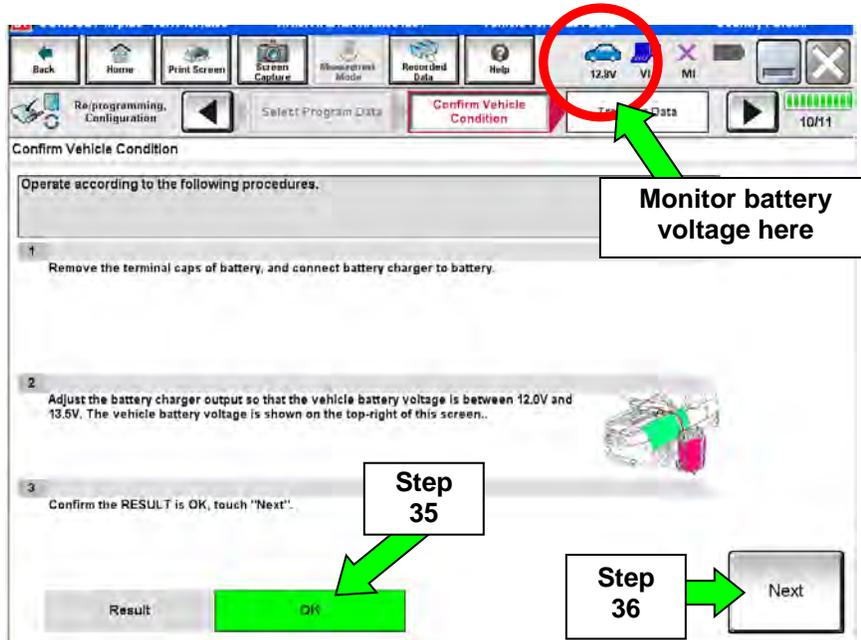 Back
Home
Print Screen
Screen
Capture
Measurement
Mode
Recorded
Data
Help
12.8V
VI
MI
Re/programming,
Configuration
Select Program Data
Confirm Vehicle
Condition
Data
10/11
Confirm Vehicle Condition
Operate according to the following procedures.
Monitor battery
voltage here
1
Remove the terminal caps of battery, and connect battery charger to battery.
2
Adjust the battery charger output so that the vehicle battery voltage is between 12.0V and
13.5V. The vehicle battery voltage is shown on the top-right of this screen..
3
Confirm the RESULT is OK, touch "Next".
Step
35
Step
36
Result
OK
Next